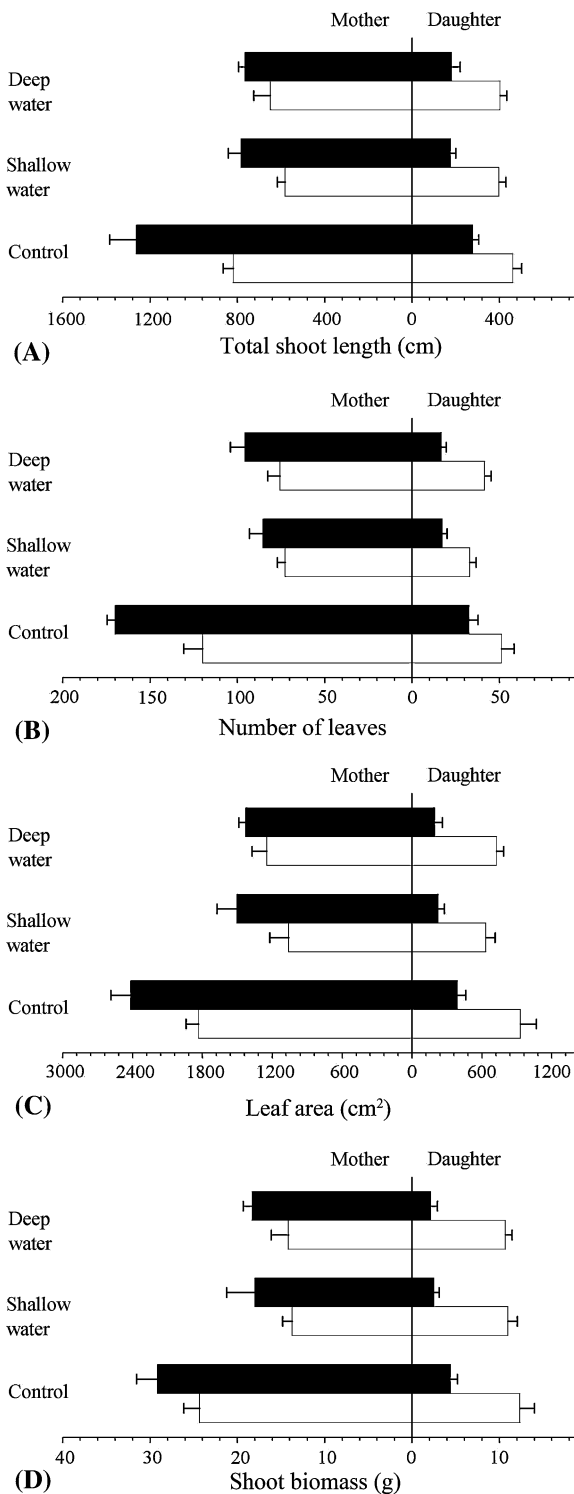 Mother Daughter
Deep
water
Shallow
water
Control
1600 1200 800 400 0 400
(A) Total shoot length (cm)
Mother Daughter
Deep
water
Shallow
water
Control
200 150 100 50 0 50
(B) Number of leaves
Mother Daughter
Deep
water
Shallow
water
Control
3000 2400 1800 1200 600 0 600 1200
(C) Leaf area (cm²)
Mother Daughter
Deep
water
Shallow
water
Control
40 30 20 10 0 10
(D) Shoot biomass (g)